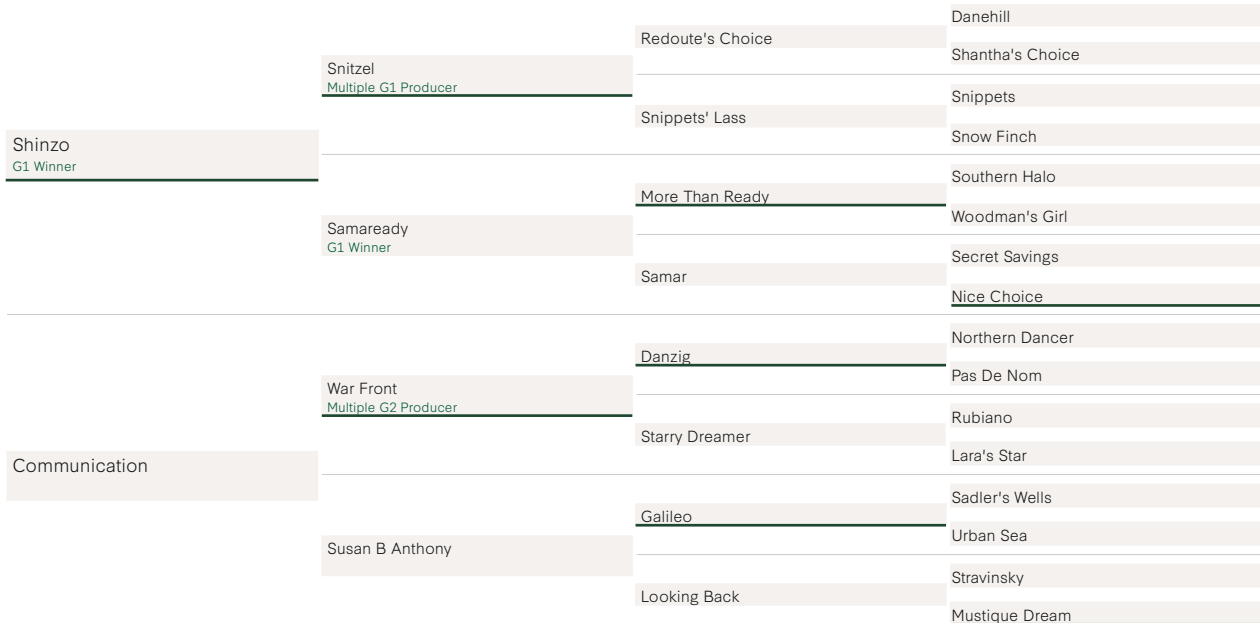 Shinzo
G1 Winner
Communication
Snitzel
Multiple G1 Producer
Samaready
G1 Winner
War Front
Multiple G2 Producer
Susan B Anthony
Redoute's Choice
Snippets' Lass
More Than Ready
Samar
Danzig
Starry Dreamer
Galileo
Looking Back
Danehill
Shantha's Choice
Snippets
Snow Finch
Southern Halo
Woodman's Girl
Secret Savings
Nice Choice
Northern Dancer
Pas De Nom
Rubiano
Lara's Star
Sadler's Wells
Urban Sea
Stravinsky
Mustique Dream